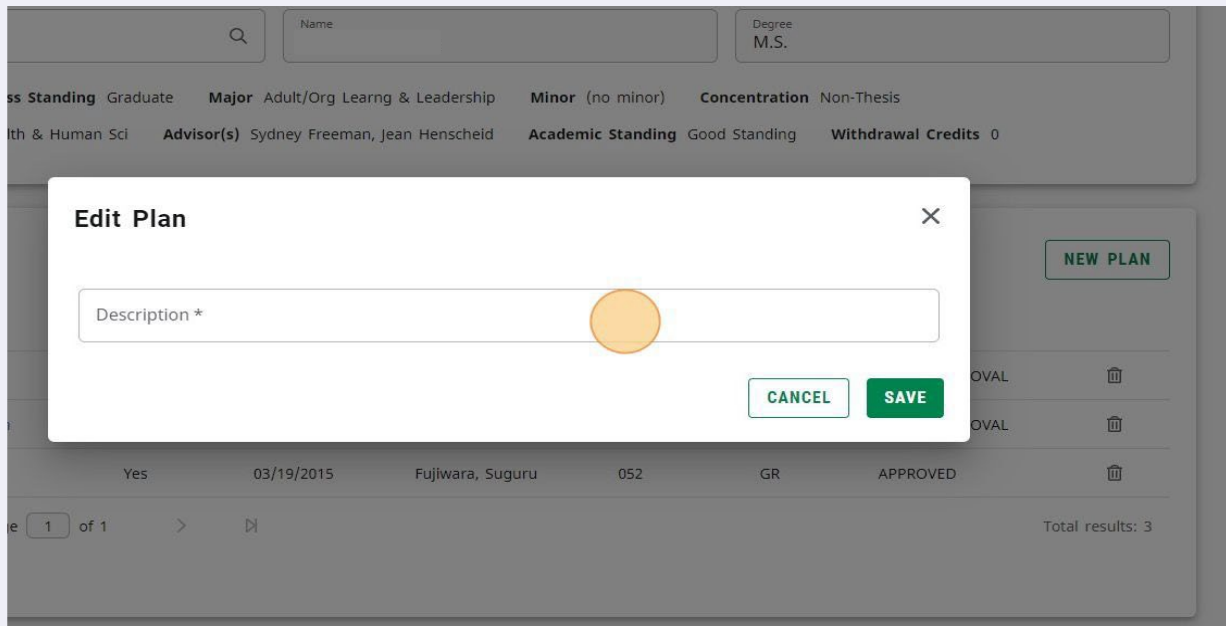 Name
Degree
M.S.
ss Standing Graduate Major Adult/Org Learng & Leadership Minor (no minor) Concentration Non-Thesis
lth & Human Sci Advisor(s) Sydney Freeman, Jean Henscheid Academic Standing Good Standing Withdrawal Credits 0
Edit Plan
NEW PLAN
Description *
OVAL
CANCEL SAVE
OVAL
Yes 03/19/2015 Fujiwara, Suguru 052 GR APPROVED
e 1 of 1 Total results: 3